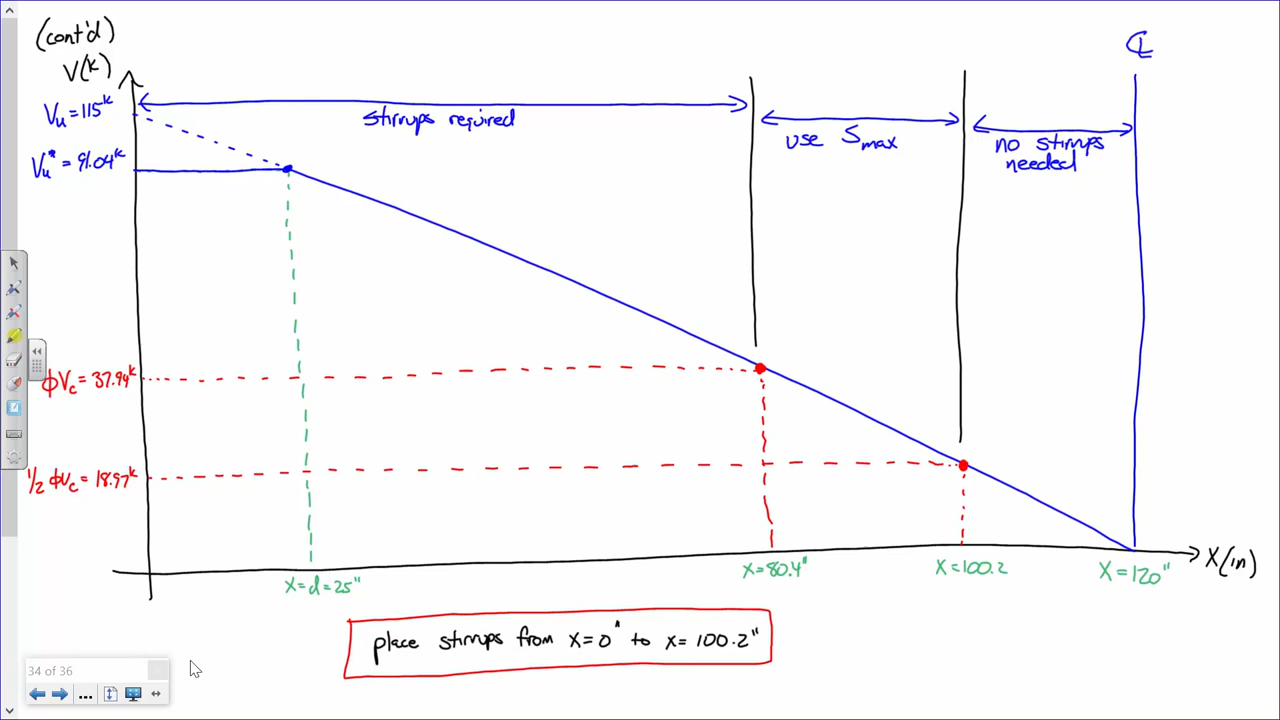 (cont'd)
V(k)
℄
Vu = 115ᵏ
stirrups required
use Smax
no stirrups
needed
Vu* = 91.04ᵏ
ϕVc = 37.94ᵏ
1/2 ϕVc = 18.97ᵏ
X(in)
X=d=25"
X=80.4"
X=100.2
X=120"
place stirrups from X=0" to X=100.2"
34 of 36
...